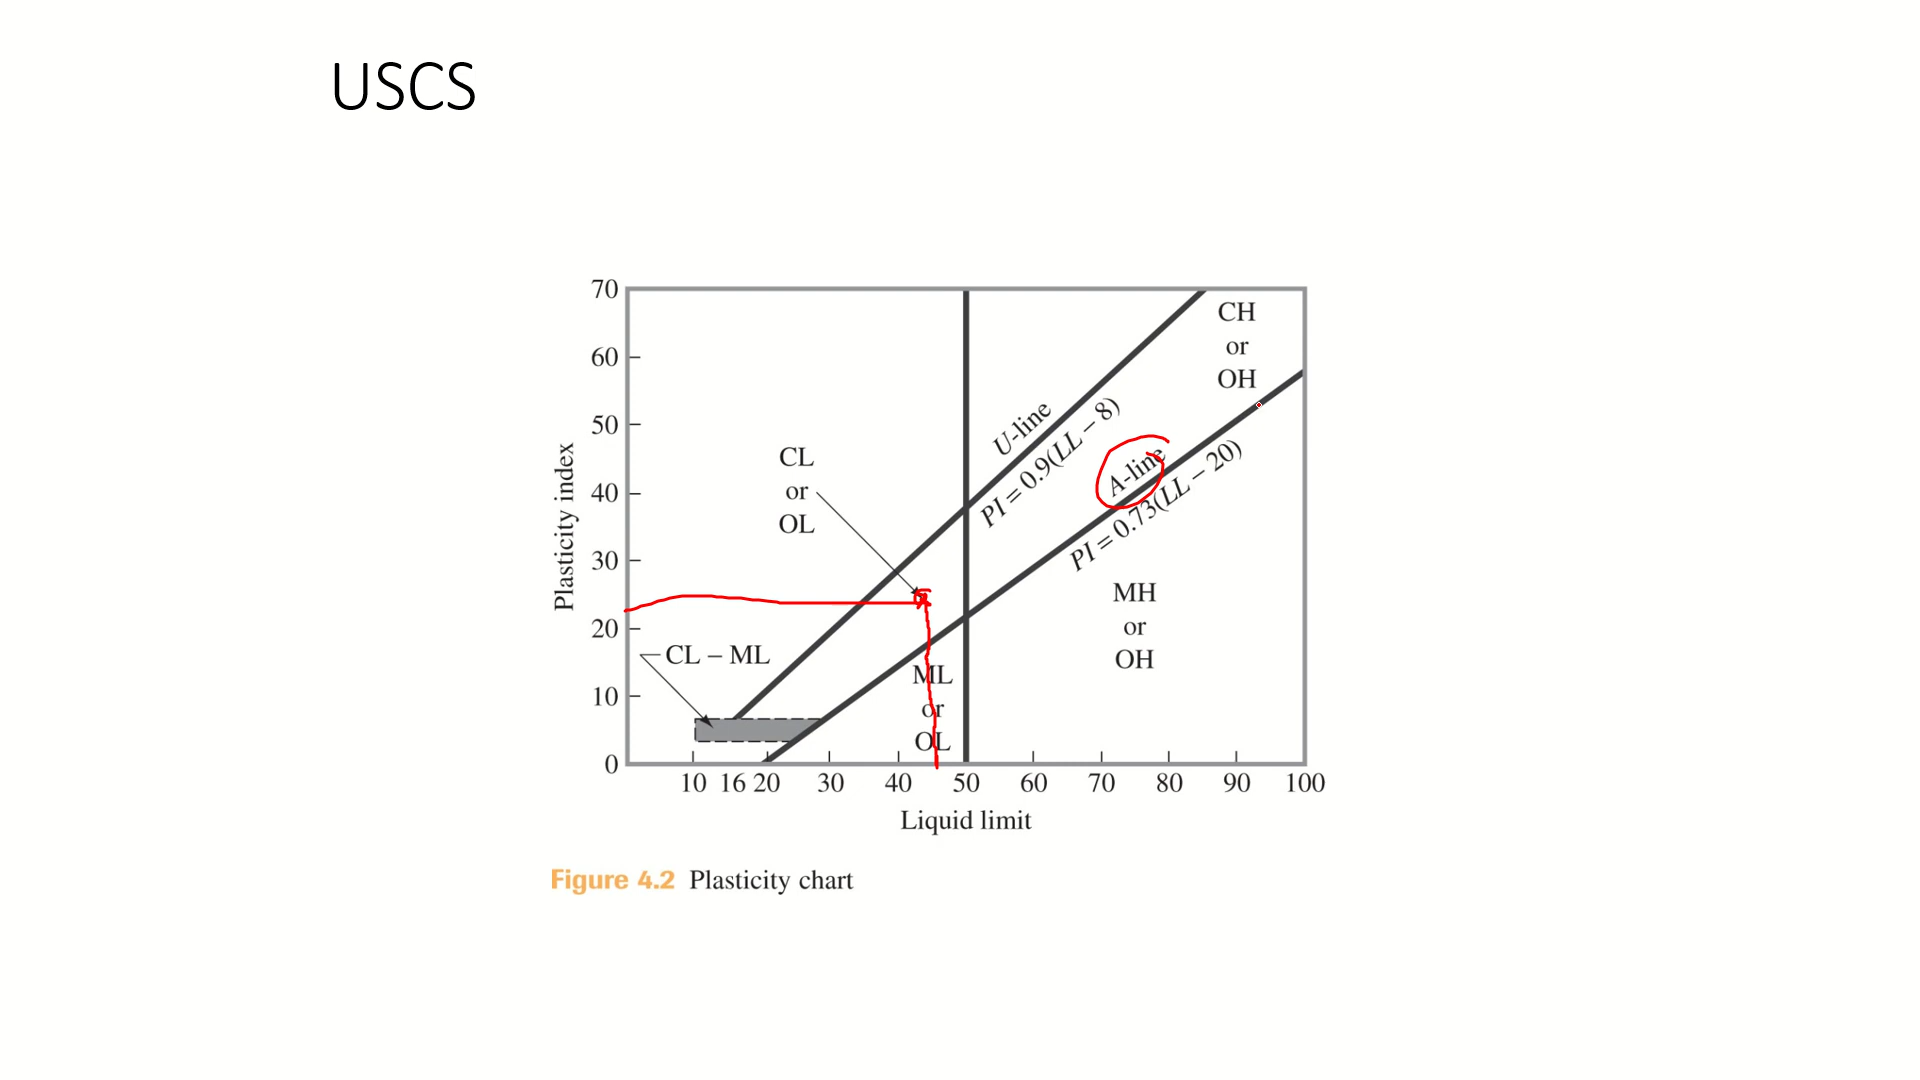 USCS
70
60
50
40
30
20
10
0
Plasticity index
CL
or
OL
CL – ML
U-line
PI = 0.9(LL – 8)
A-line
PI = 0.73(LL – 20)
CH
or
OH
MH
or
OH
ML
or
OL
10 16 20 30 40 50 60 70 80 90 100
Liquid limit
Figure 4.2 Plasticity chart